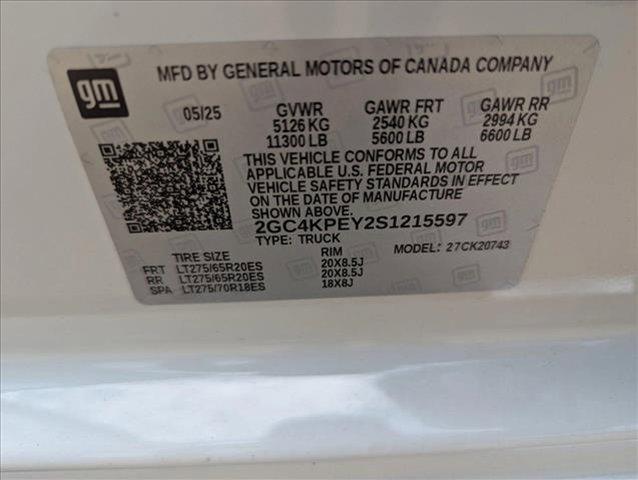 gm
MFD BY GENERAL MOTORS OF CANADA COMPANY
05/25 GVWR GAWR FRT GAWR RR
5126 KG 2540 KG 2994 KG
11300 LB 5600 LB 6600 LB
THIS VEHICLE CONFORMS TO ALL
APPLICABLE U.S. FEDERAL MOTOR
VEHICLE SAFETY STANDARDS IN EFFECT
ON THE DATE OF MANUFACTURE
SHOWN ABOVE.
2GC4KPEY2S1215597
TYPE: TRUCK MODEL: 27CK20743
TIRE SIZE RIM
FRT LT275/65R20ES 20X8.5J
RR LT275/65R20ES 20X8.5J
SPA LT275/70R18ES 18X8J